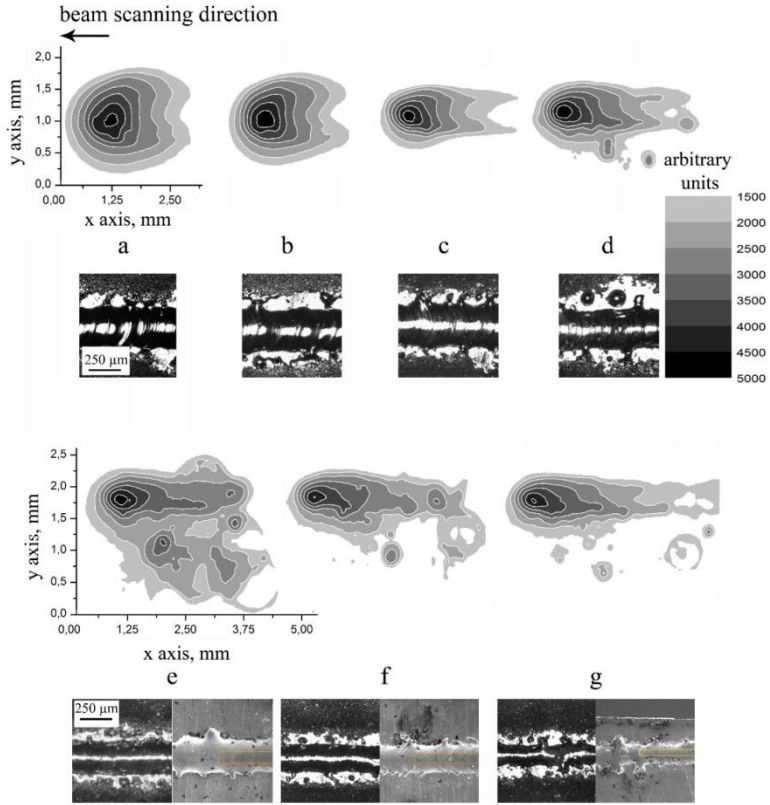 beam scanning direction
y axis, mm
2,0
1,5
1,0
0,5
0,0
0,00 1,25 2,50
x axis, mm
arbitrary
units
1500
2000
2500
3000
3500
4000
4500
5000
a b c d
250 µm
y axis, mm
2,5
2,0
1,5
1,0
0,5
0,0
0,00 1,25 2,50 3,75 5,00
x axis, mm
e f g
250 µm